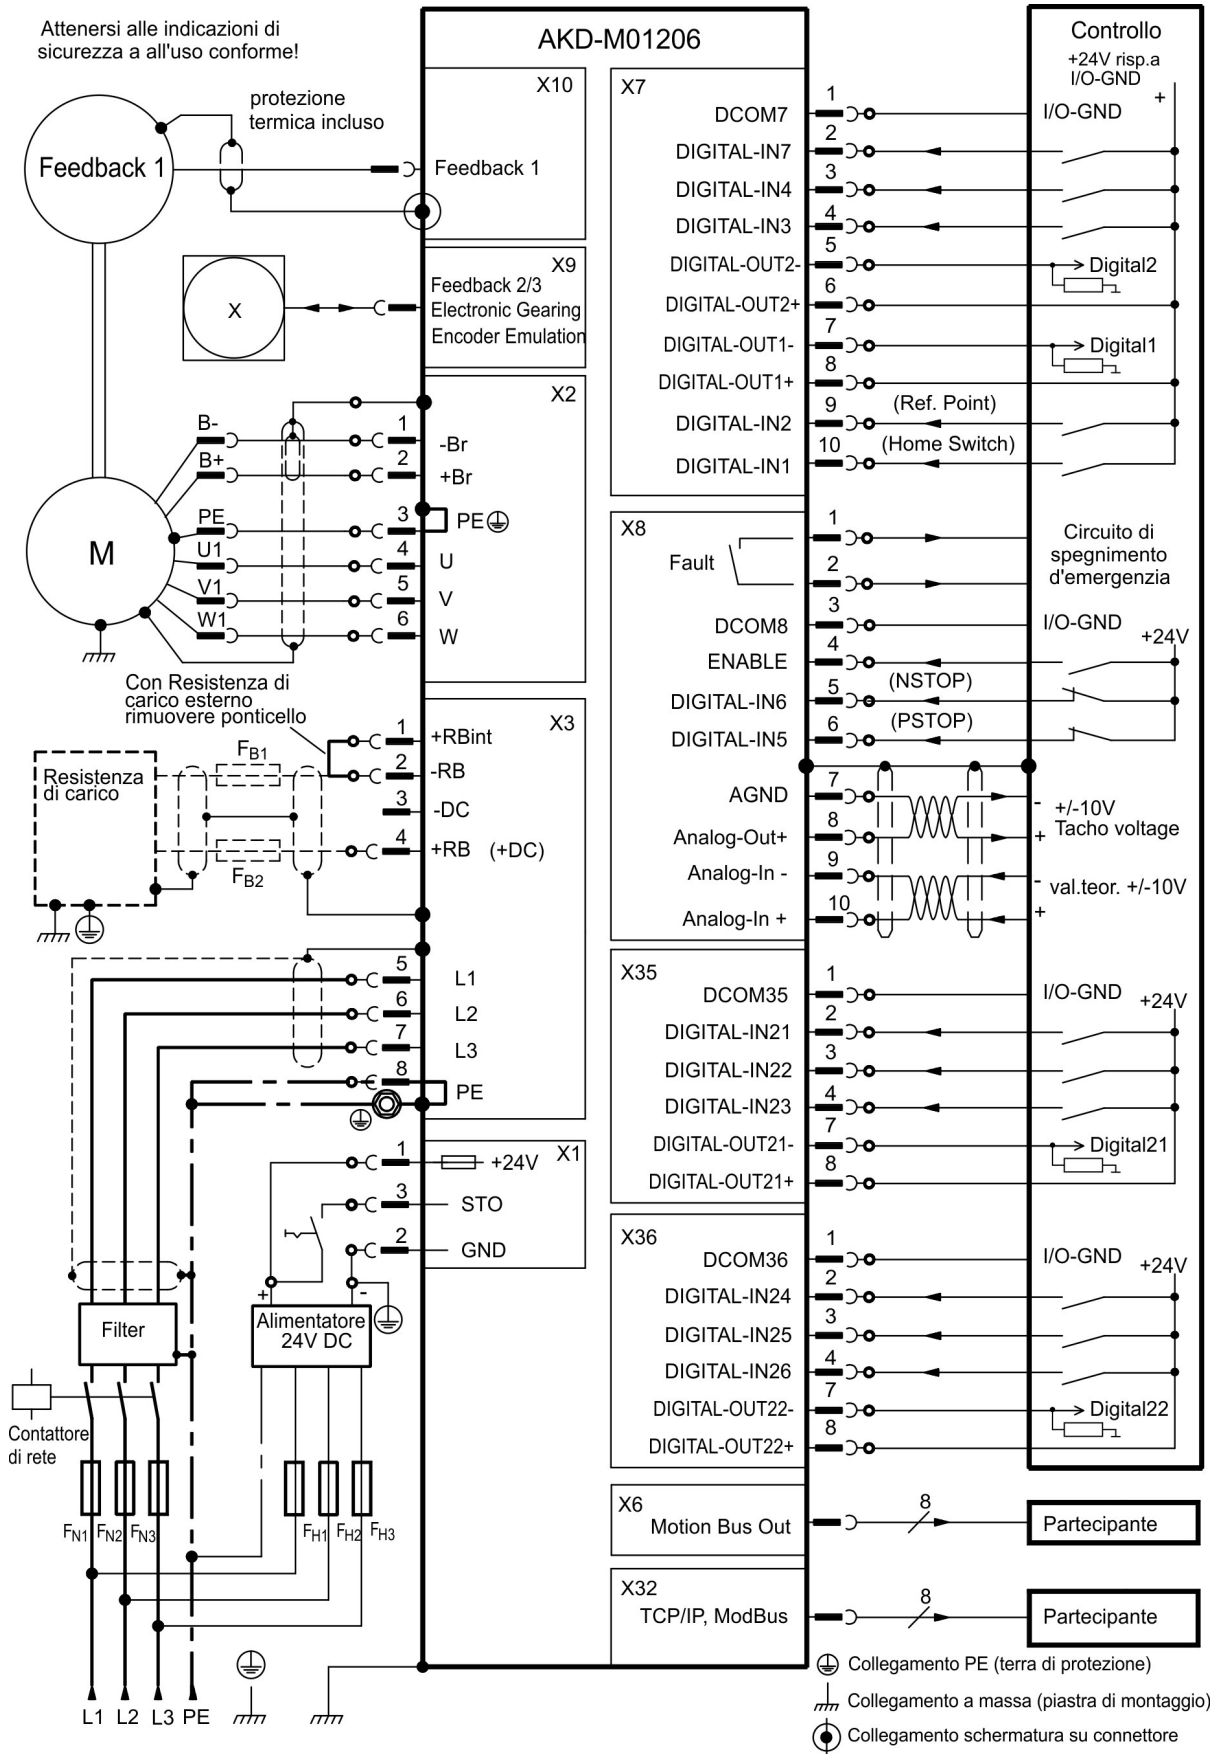 Attenersi alle indicazioni di
sicurezza a all'uso conforme!
AKD-M01206
Controllo
+24V risp.a
I/O-GND
+
X10
protezione
termica incluso
Feedback 1
Feedback 1
X9
Feedback 2/3
Electronic Gearing
Encoder Emulation
X
X2
B-
1
-Br
B+
2
+Br
PE
3
PE
U1
4
U
V1
5
V
W1
6
W
M
Con Resistenza di
carico esterno
rimuovere ponticello
X3
1
+RBint
2
-RB
3
-DC
4
+RB (+DC)
Resistenza
di carico
FB1
FB2
5
L1
6
L2
7
L3
8
PE
X1
1
+24V
3
STO
2
GND
+
-
Alimentatore
24V DC
Filter
Contattore
di rete
FN1 FN2 FN3
FH1 FH2 FH3
L1 L2 L3 PE
X7
DCOM7
1
I/O-GND
DIGITAL-IN7
2
DIGITAL-IN4
3
DIGITAL-IN3
4
DIGITAL-OUT2-
5
Digital2
DIGITAL-OUT2+
6
DIGITAL-OUT1-
7
Digital1
DIGITAL-OUT1+
8
DIGITAL-IN2
9
(Ref. Point)
DIGITAL-IN1
10
(Home Switch)
X8
Fault
1
2
Circuito di
spegnimento
d'emergenzia
DCOM8
3
I/O-GND
+24V
ENABLE
4
DIGITAL-IN6
5
(NSTOP)
DIGITAL-IN5
6
(PSTOP)
AGND
7
-
+/-10V
Tacho voltage
Analog-Out+
8
+
Analog-In -
9
-
val.teor. +/-10V
Analog-In +
10
+
X35
DCOM35
1
I/O-GND
+24V
DIGITAL-IN21
2
DIGITAL-IN22
3
DIGITAL-IN23
4
DIGITAL-OUT21-
7
Digital21
DIGITAL-OUT21+
8
X36
DCOM36
1
I/O-GND
+24V
DIGITAL-IN24
2
DIGITAL-IN25
3
DIGITAL-IN26
4
DIGITAL-OUT22-
7
Digital22
DIGITAL-OUT22+
8
X6
Motion Bus Out
8
Partecipante
X32
TCP/IP, ModBus
8
Partecipante
Collegamento PE (terra di protezione)
Collegamento a massa (piastra di montaggio)
Collegamento schermatura su connettore